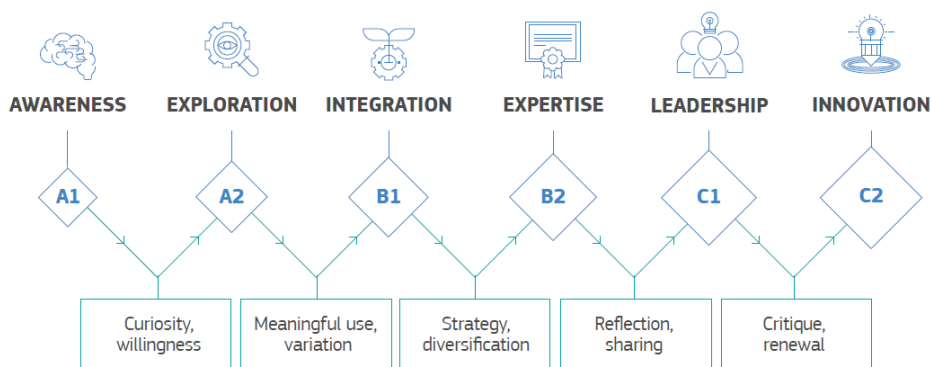 AWARENESS
EXPLORATION
INTEGRATION
EXPERTISE
LEADERSHIP
INNOVATION
A1
A2
B1
B2
C1
C2
Curiosity,
willingness
Meaningful use,
variation
Strategy,
diversification
Reflection,
sharing
Critique,
renewal